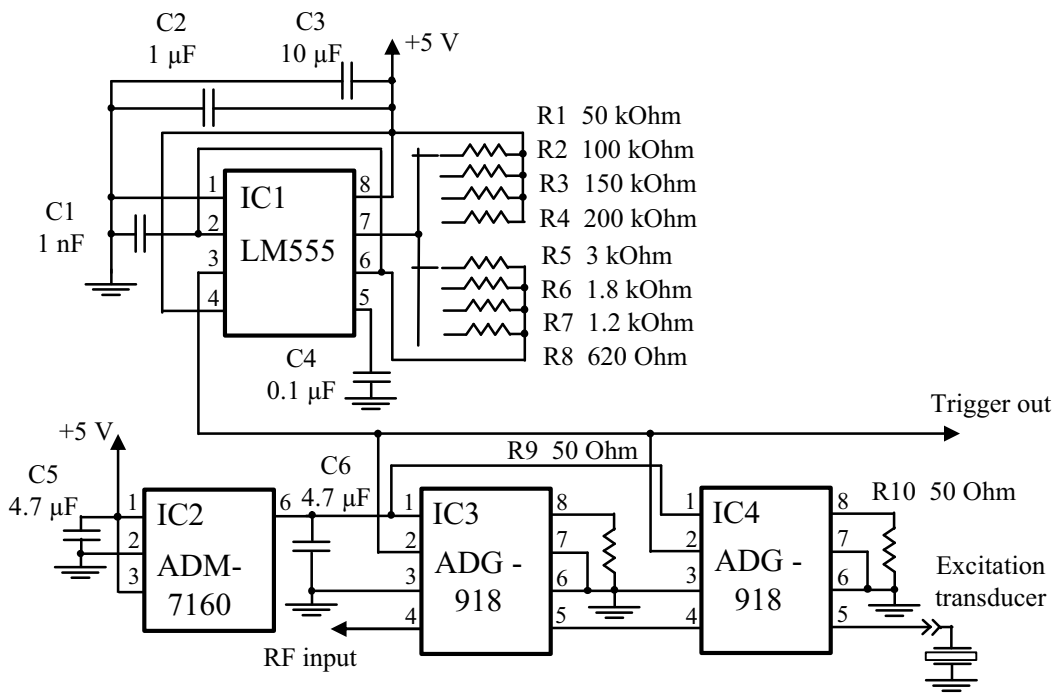 C2
1 μF
C3
10 μF
+5 V
R1 50 kOhm
R2 100 kOhm
R3 150 kOhm
R4 200 kOhm
R5 3 kOhm
R6 1.8 kOhm
R7 1.2 kOhm
R8 620 Ohm
C1
1 nF
1
2
3
4
IC1
LM555
8
7
6
5
C4
0.1 μF
Trigger out
+5 V
C5
4.7 μF
1
2
3
IC2
ADM-
7160
6
C6
4.7 μF
R9 50 Ohm
1
2
3
4
IC3
ADG -
918
8
7
6
5
1
2
3
4
IC4
ADG -
918
8
7
6
5
R10 50 Ohm
Excitation
transducer
RF input